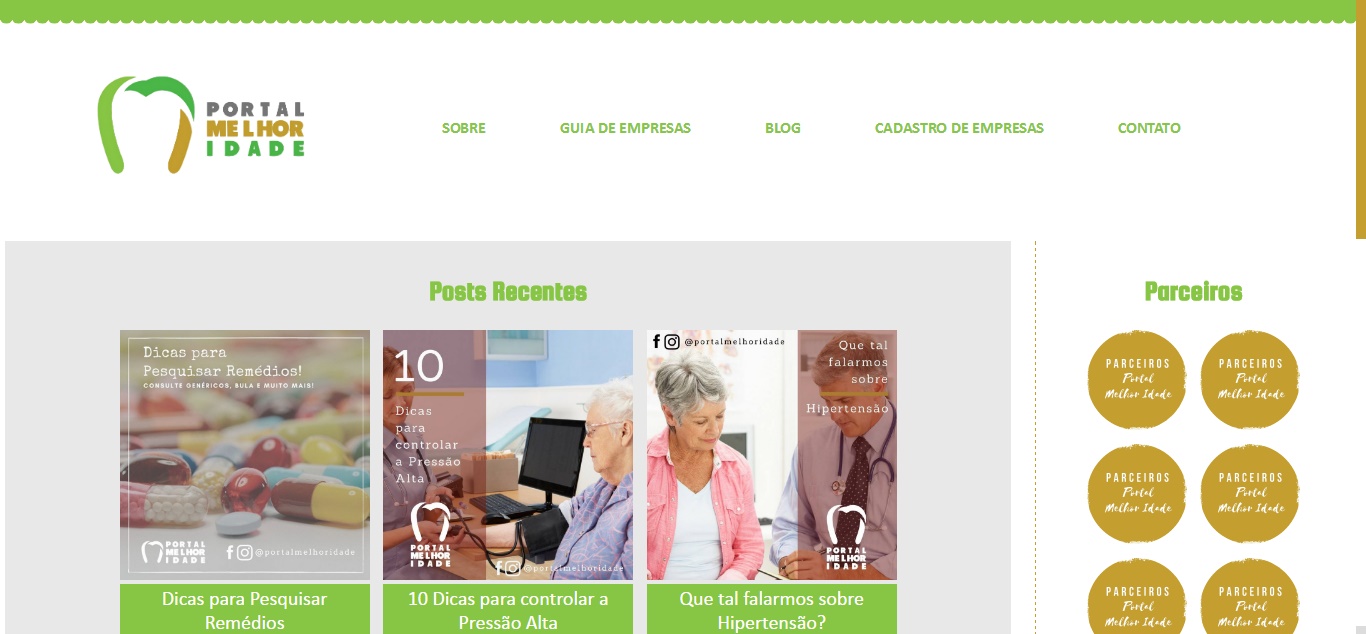 PORTAL
MELHOR
IDADE
SOBRE
GUIA DE EMPRESAS
BLOG
CADASTRO DE EMPRESAS
CONTATO
Posts Recentes
Dicas para
Pesquisar Remédios!
CONSULTE GENÉRICOS, BULA E MUITO MAIS!
PORTAL
MELHOR
IDADE
@portalmelhoridade
Dicas para Pesquisar
Remédios
10
Dicas
para
controlar
a Pressão
Alta
PORTAL
MELHOR
IDADE
@portalmelhoridade
10 Dicas para controlar a
Pressão Alta
@portalmelhoridade
Que tal
falarmos
sobre
Hipertensão
PORTAL
MELHOR
IDADE
Que tal falarmos sobre
Hipertensão?
Parceiros
PARCEIROS
Portal
Melhor Idade
PARCEIROS
Portal
Melhor Idade
PARCEIROS
Portal
Melhor Idade
PARCEIROS
Portal
Melhor Idade
PARCEIROS
Portal
Melhor Idade
PARCEIROS
Portal
Melhor Idade